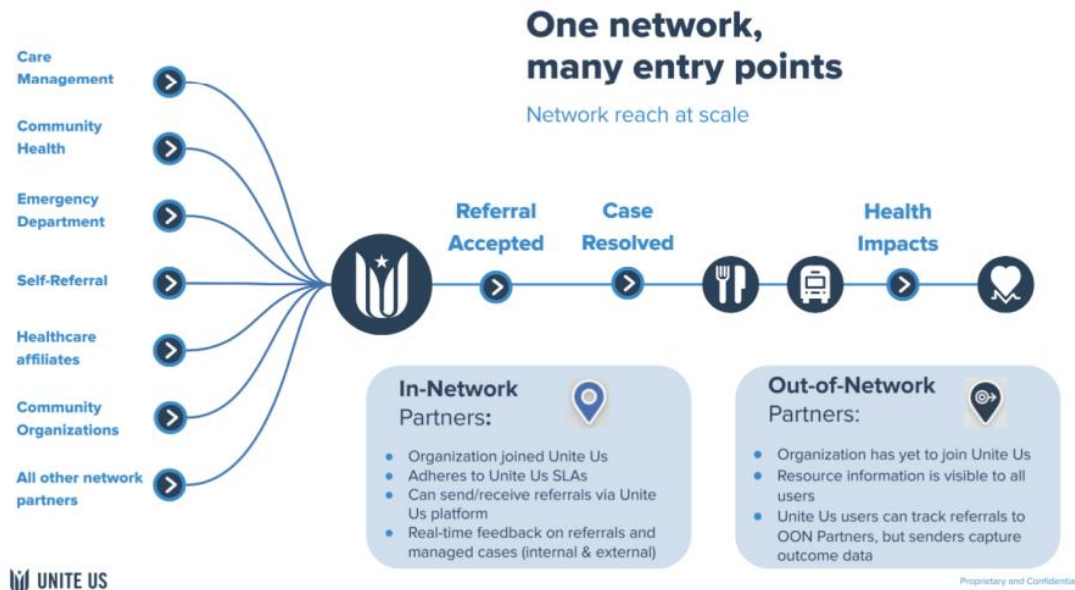 One network,
many entry points
Network reach at scale
Care
Management
Community
Health
Emergency
Department
Self-Referral
Healthcare
affiliates
Community
Organizations
All other network
partners
Referral
Accepted
Case
Resolved
Health
Impacts
In-Network
Partners:
Organization joined Unite Us
Adheres to Unite Us SLAs
Can send/receive referrals via Unite
Us platform
Real-time feedback on referrals and
managed cases (internal & external)
Out-of-Network
Partners:
Organization has yet to join Unite Us
Resource information is visible to all
users
Unite Us users can track referrals to
OON Partners, but senders capture
outcome data
UNITE US
Proprietary and Confidentia